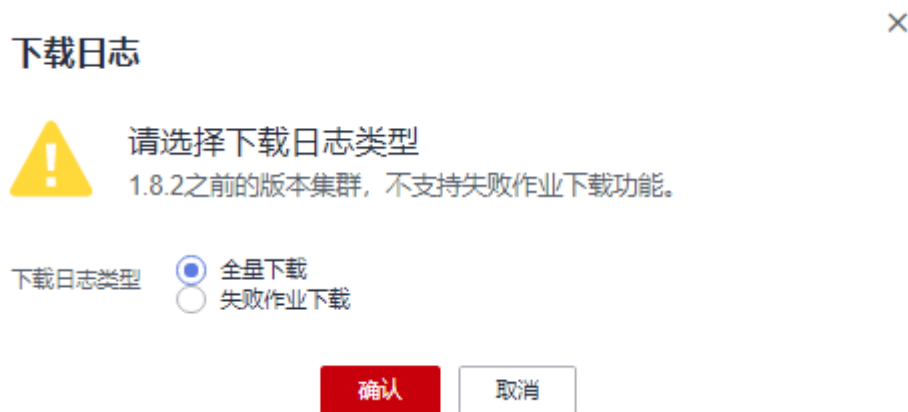 下载日志
请选择下载日志类型
1.8.2之前的版本集群，不支持失败作业下载功能。
下载日志类型
全量下载
失败作业下载
确认
取消